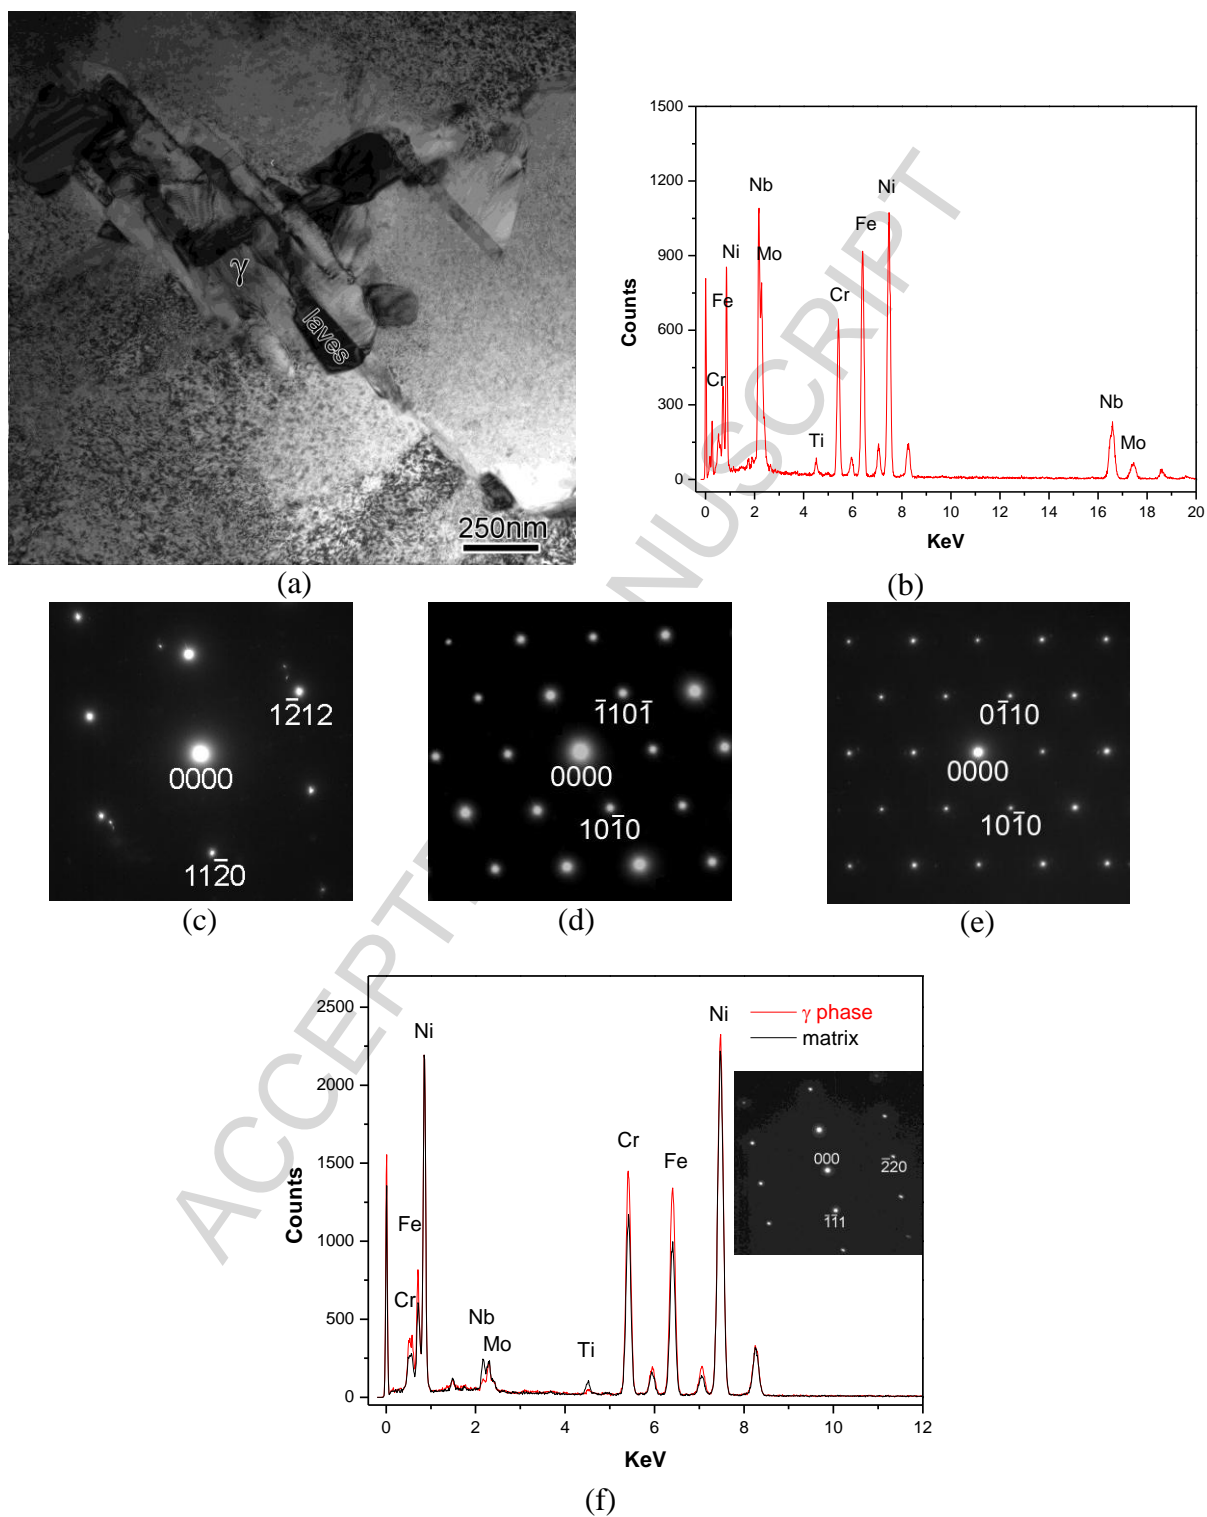 γ
laves
250nm
(a)
1500
1200
900
600
300
0
Counts
Nb
Ni
Ni
Fe
Mo
Fe
Cr
Cr
Ti
Nb
Mo
0 2 4 6 8 10 12 14 16 18 20
KeV
(b)
12̄12
0000
112̄0
(c)
1̄101̄
0000
101̄0
(d)
01̄10
0000
101̄0
(e)
2500
2000
1500
1000
500
0
Counts
Ni
Fe
Cr
Nb
Mo
Ti
Cr
Fe
Ni
γ phase
matrix
000
2̄20
1̄1̄1
0 2 4 6 8 10 12
KeV
(f)
ACCEPTED MANUSCRIPT